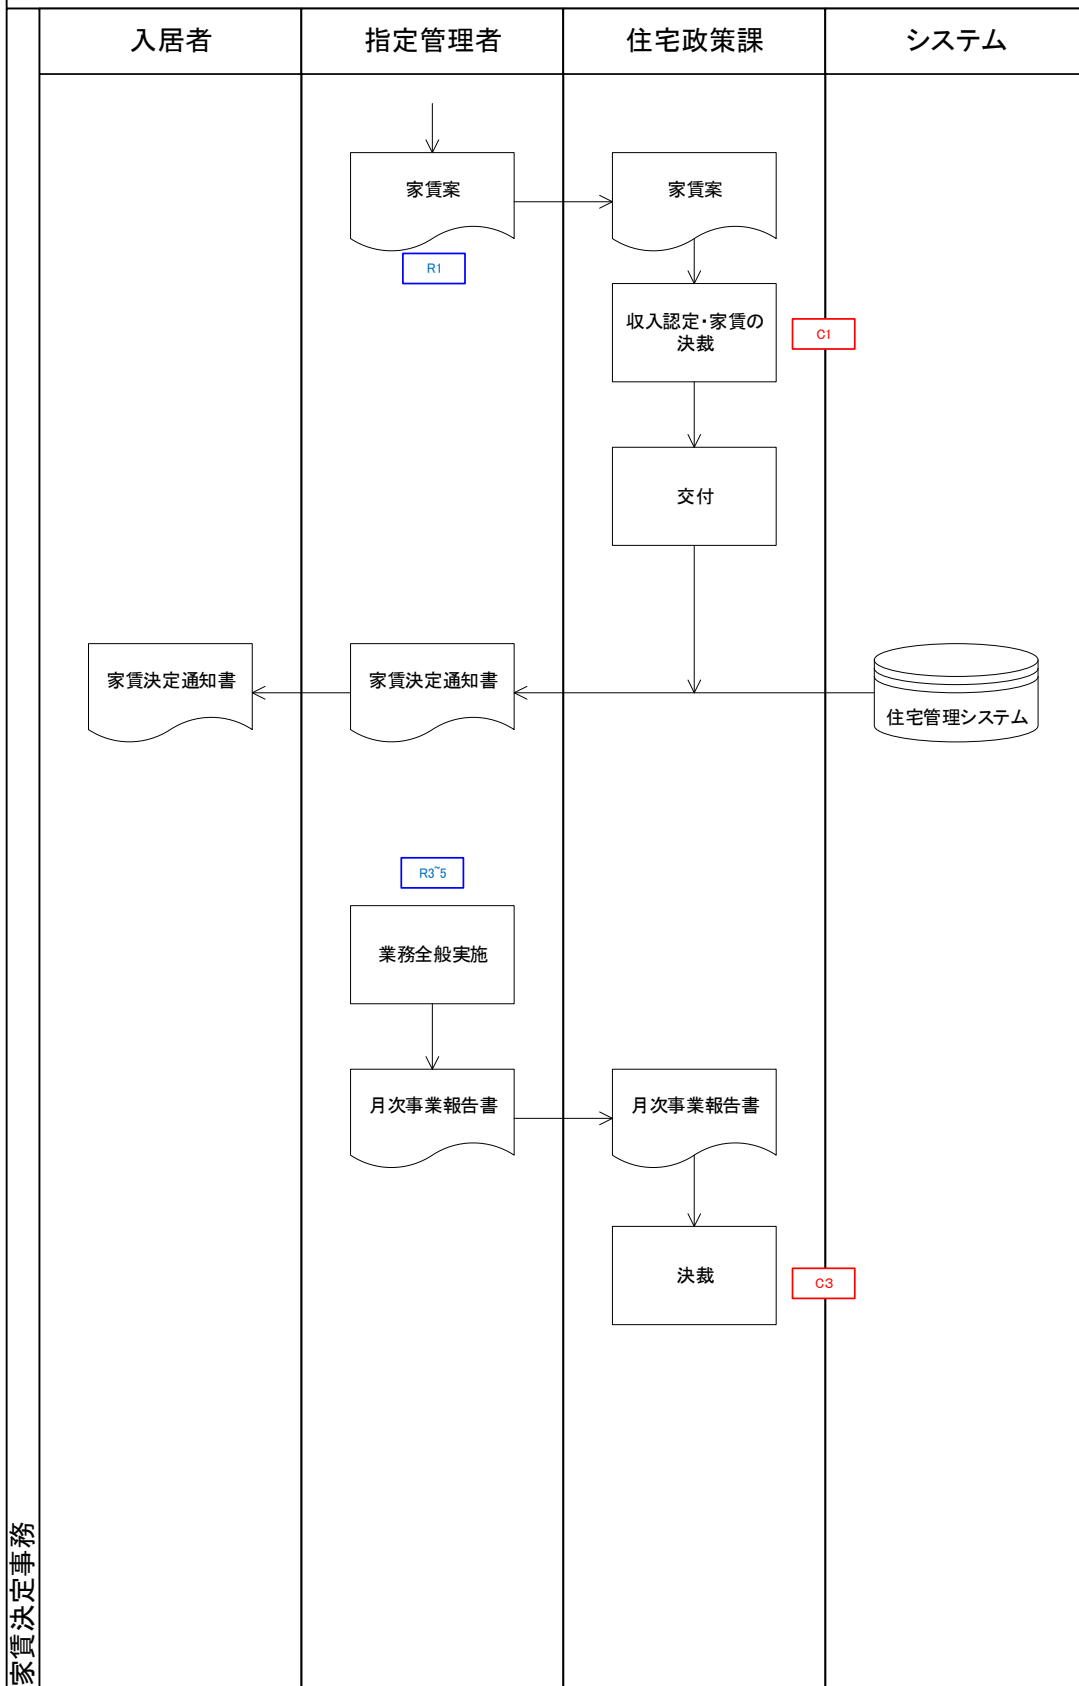 入居者
指定管理者
住宅政策課
システム
家賃案
家賃案
R1
収入認定・家賃の
決裁
C1
交付
家賃決定通知書
家賃決定通知書
住宅管理システム
R3~5
業務全般実施
月次事業報告書
月次事業報告書
決裁
C3
家賃決定事務